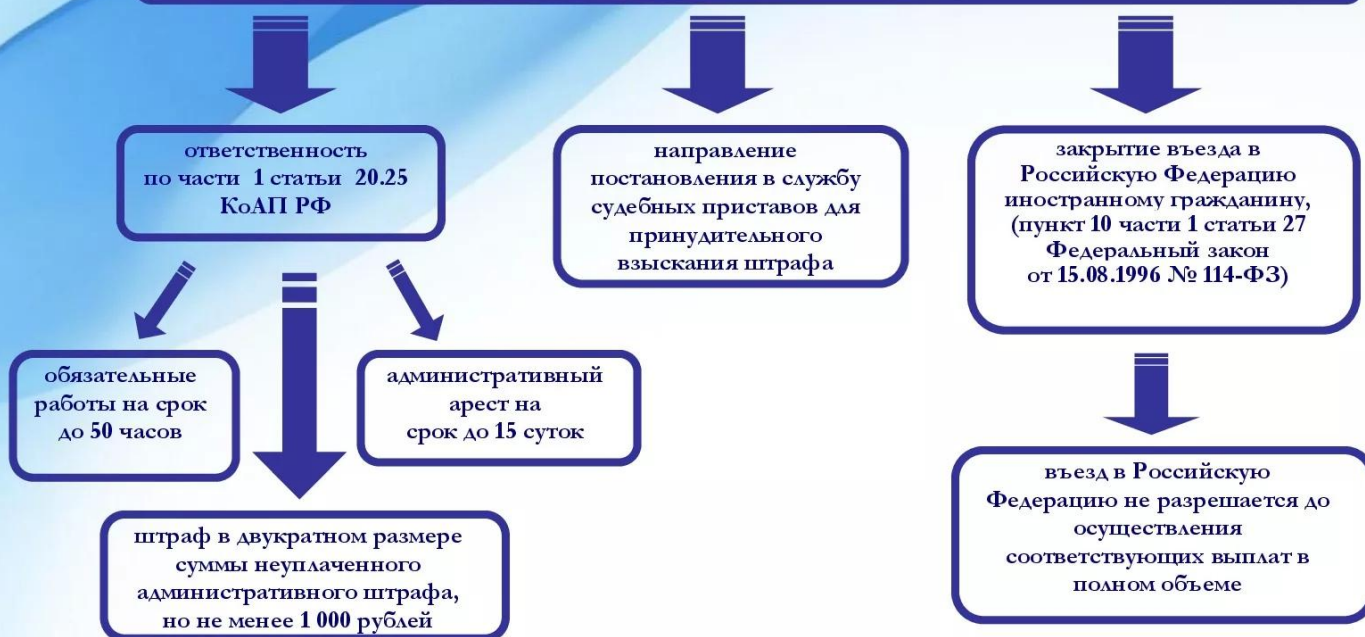 ответственность
по части 1 статьи 20.25
КоАП РФ
направление
постановления в службу
судебных приставов для
принудительного
взыскания штрафа
закрытие въезда в
Российскую Федерацию
иностранному гражданину,
(пункт 10 части 1 статьи 27
Федеральный закон
от 15.08.1996 № 114-ФЗ)
обязательные
работы на срок
до 50 часов
административный
арест на
срок до 15 суток
штраф в двукратном размере
суммы неуплаченного
административного штрафа,
но не менее 1 000 рублей
въезд в Российскую
Федерацию не разрешается до
осуществления
соответствующих выплат в
полном объеме